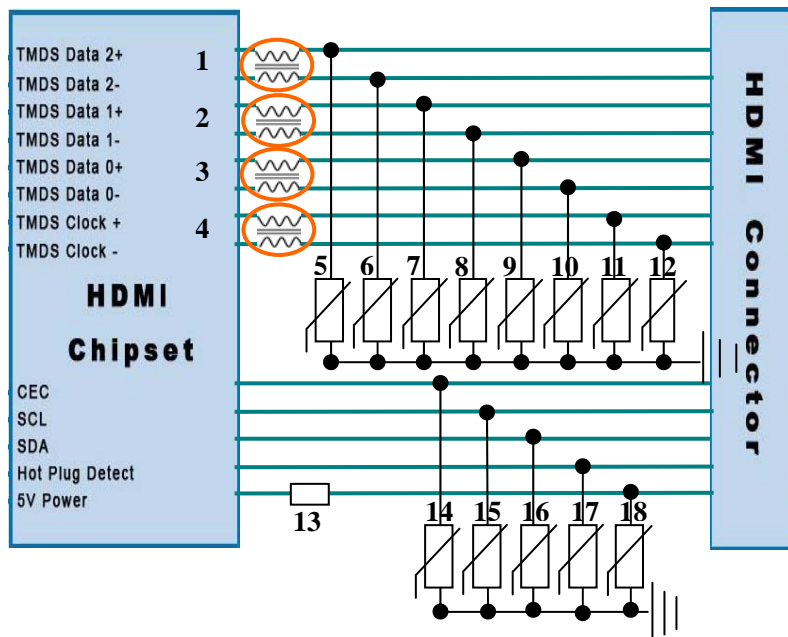 TMDS Data 2+
TMDS Data 2-
TMDS Data 1+
TMDS Data 1-
TMDS Data 0+
TMDS Data 0-
TMDS Clock +
TMDS Clock -
1
2
3
4
HDMI
Chipset
5 6 7 8 9 10 11 12
HDMI Connector
CEC
SCL
SDA
Hot Plug Detect
5V Power
13
14 15 16 17 18